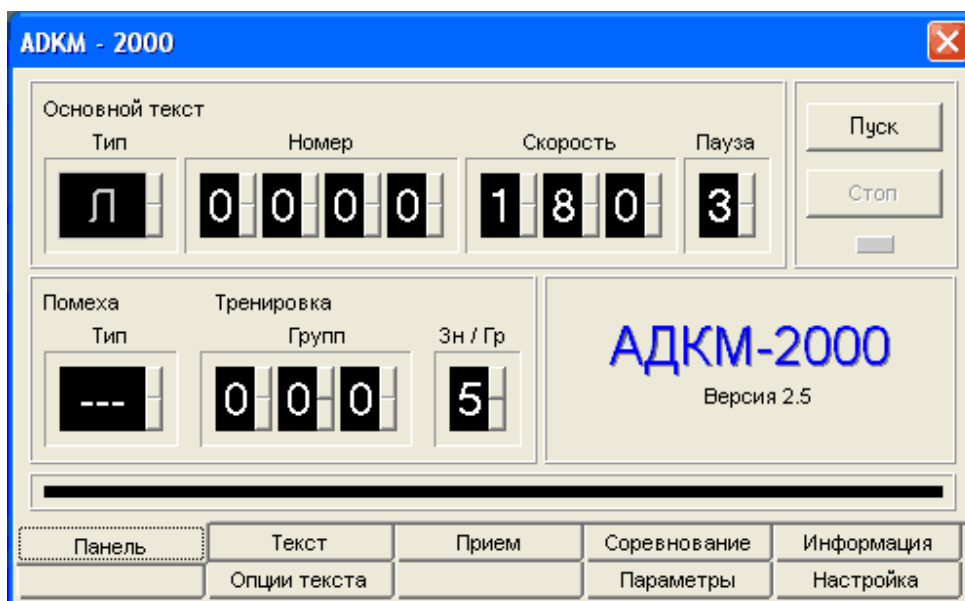 ADKM - 2000
Основной текст
Тип Номер Скорость Пауза
Л 0 0 0 0 1 8 0 3
Пуск
Стоп
Помеха Тренировка
Тип Групп Зн / Гр
--- 0 0 0 5
АДКМ-2000
Версия 2.5
Панель Текст Прием Соревнование Информация
Опции текста Параметры Настройка